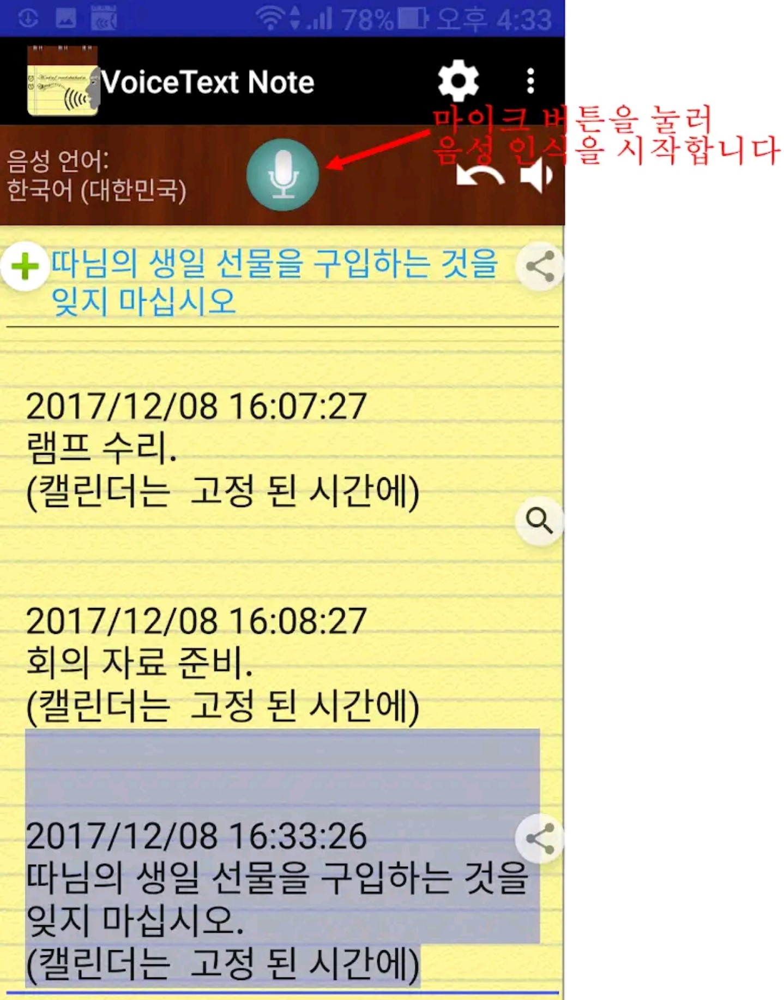 78% 오후 4:33
VoiceText Note
마이크 버튼을 눌러
음성 인식을 시작합니다
음성 언어:
한국어 (대한민국)
따님의 생일 선물을 구입하는 것을
잊지 마십시오
2017/12/08 16:07:27
램프 수리.
(캘린더는  고정 된 시간에)
2017/12/08 16:08:27
회의 자료 준비.
(캘린더는  고정 된 시간에)
2017/12/08 16:33:26
따님의 생일 선물을 구입하는 것을
잊지 마십시오.
(캘린더는  고정 된 시간에)